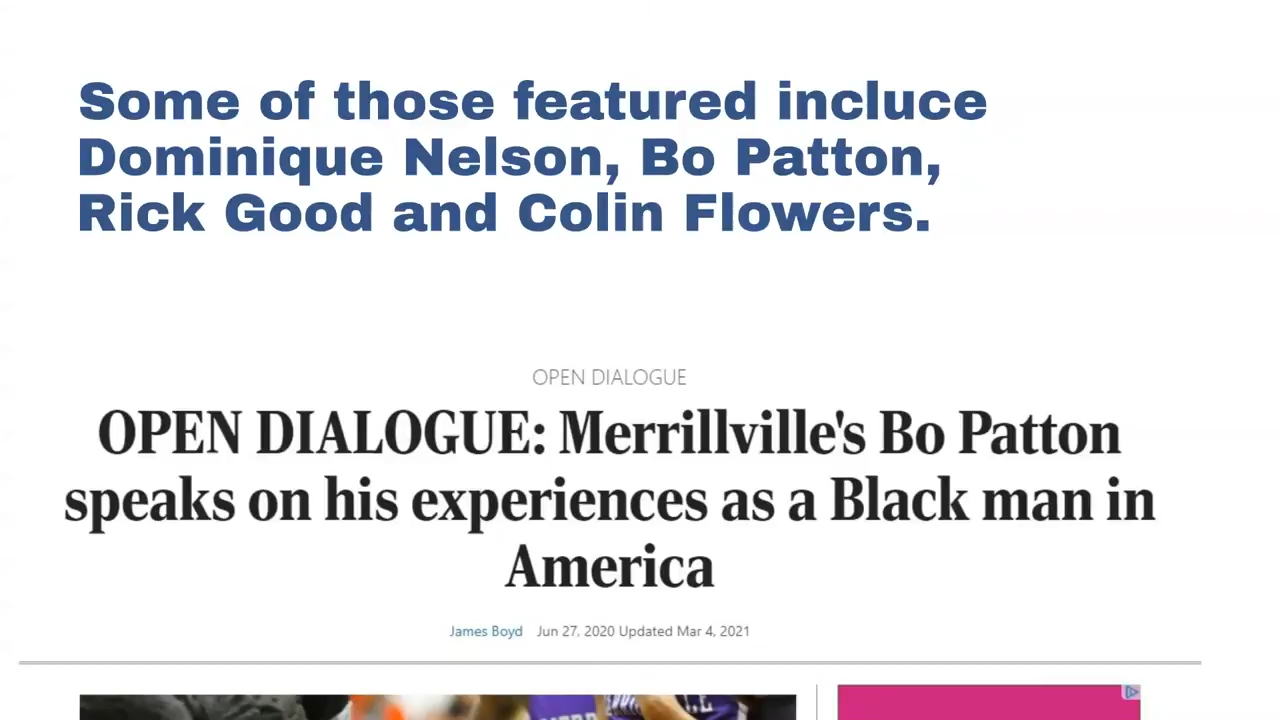 Some of those featured incluce
Dominique Nelson, Bo Patton,
Rick Good and Colin Flowers.
OPEN DIALOGUE
OPEN DIALOGUE: Merrillville's Bo Patton
speaks on his experiences as a Black man in
America
James Boyd Jun 27, 2020 Updated Mar 4, 2021